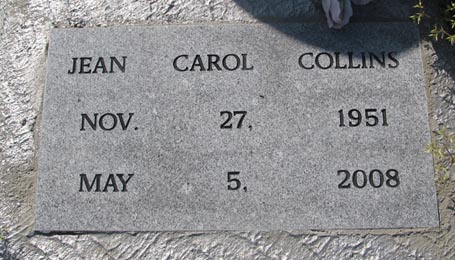 JEAN CAROL COLLINS
NOV. 27, 1951
MAY 5, 2008